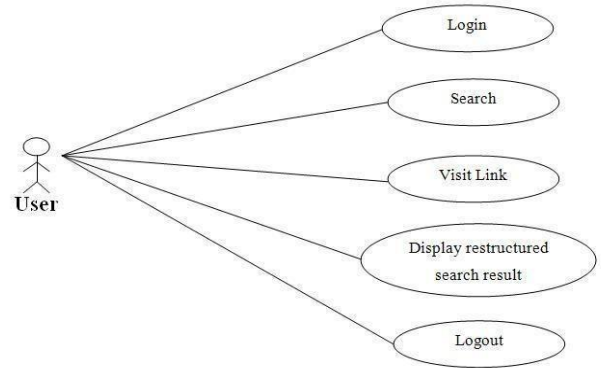 Login
Search
Visit Link
User
Display restructured
search result
Logout